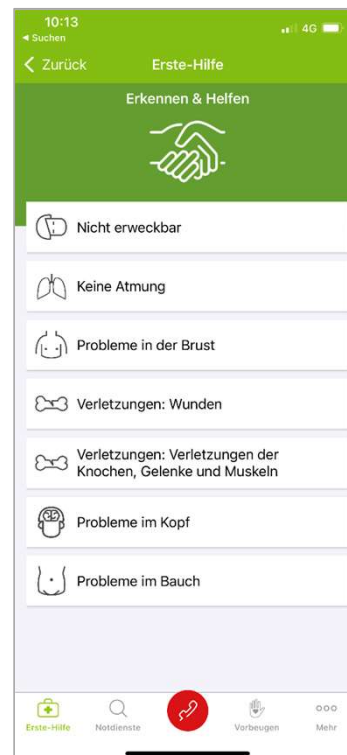 10:13
4G
◄ Suchen
Zurück
Erste-Hilfe
Erkennen & Helfen
Nicht erweckbar
Keine Atmung
Probleme in der Brust
Verletzungen: Wunden
Verletzungen: Verletzungen der
Knochen, Gelenke und Muskeln
Probleme im Kopf
Probleme im Bauch
Erste-Hilfe
Notdienste
Vorbeugen
Mehr